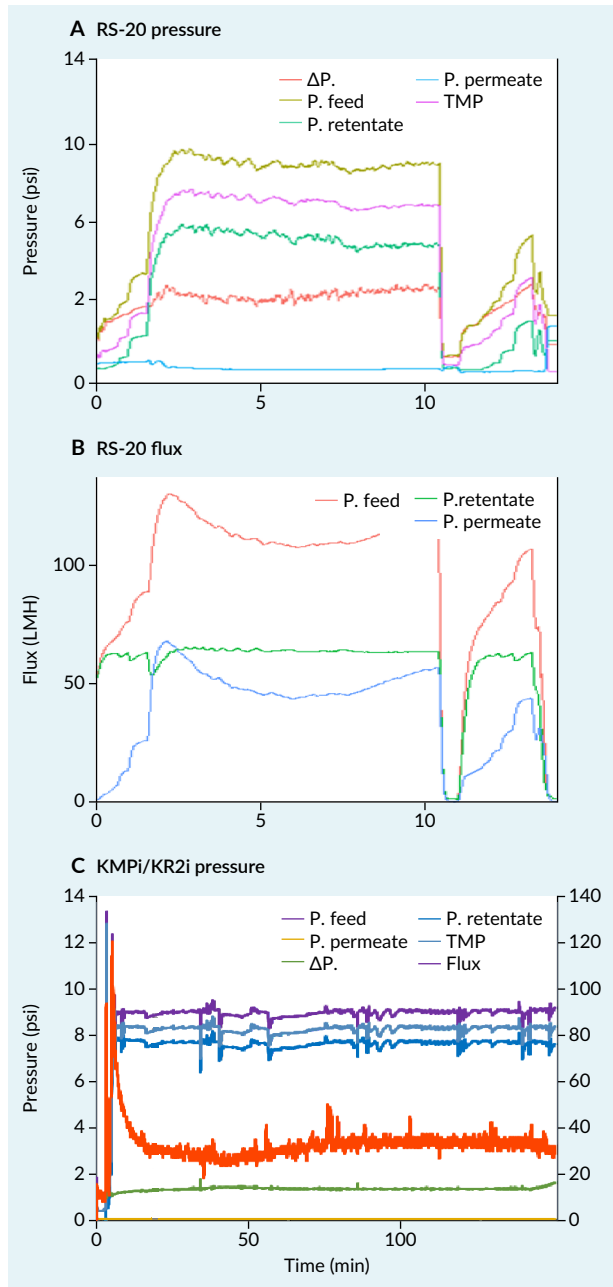 A RS-20 pressure
14
10
6
2
0
Pressure (psi)
ΔP.
P. feed
P. retentate
P. permeate
TMP
0 5 10
B RS-20 flux
100
50
0
Flux (LMH)
P. feed
P.retentate
P. permeate
0 5 10
C KMPi/KR2i pressure
14
13
12
10
9
8
6
4
2
0
Pressure (psi)
P. feed
P. permeate
ΔP.
P. retentate
TMP
Flux
140
120
100
80
60
40
20
0
0 50 100
Time (min)